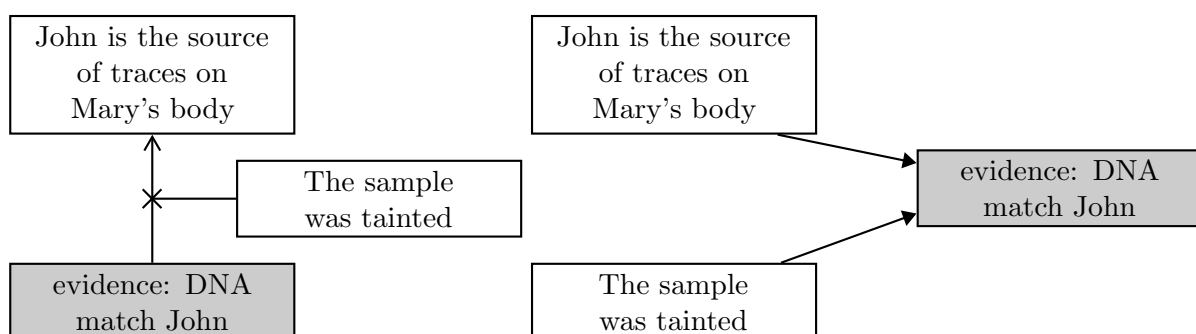 John is the source
of traces on
Mary's body
The sample
was tainted
evidence: DNA
match John
John is the source
of traces on
Mary's body
evidence: DNA
match John
The sample
was tainted